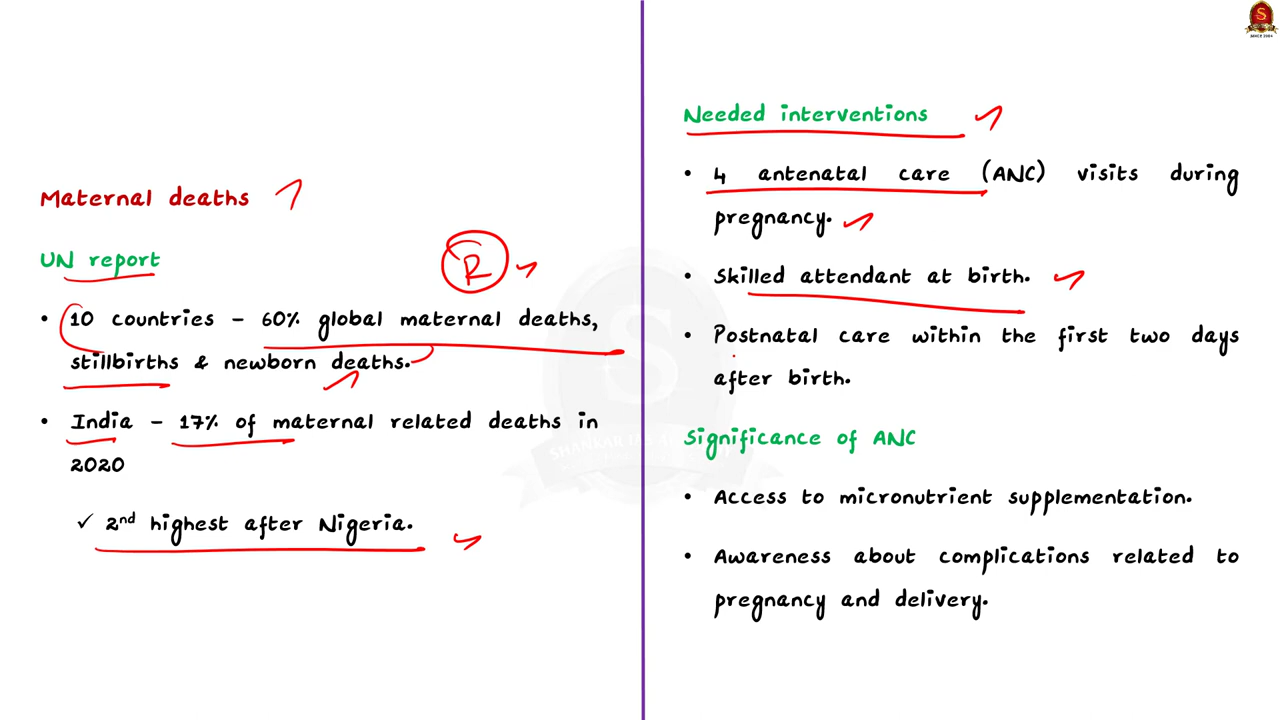 Maternal deaths
UN report
R
• 10 countries – 60% global maternal deaths,
stillbirths & newborn deaths.
• India – 17% of maternal related deaths in
2020
✓ 2nd highest after Nigeria.
Needed interventions
• 4 antenatal care (ANC) visits during
pregnancy.
• Skilled attendant at birth.
• Postnatal care within the first two days
after birth.
Significance of ANC
• Access to micronutrient supplementation.
• Awareness about complications related to
pregnancy and delivery.
S
SINCE 2004